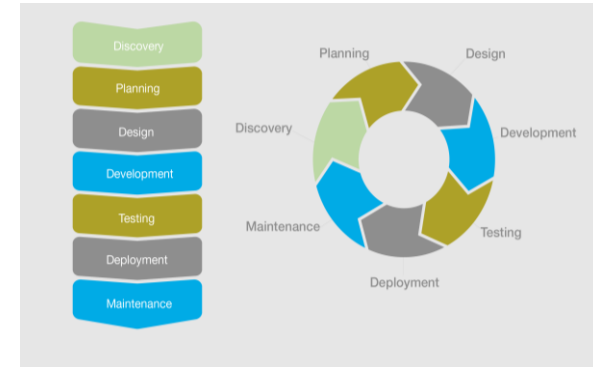 Discovery
Planning
Design
Development
Testing
Deployment
Maintenance
Planning
Design
Discovery
Development
Maintenance
Testing
Deployment